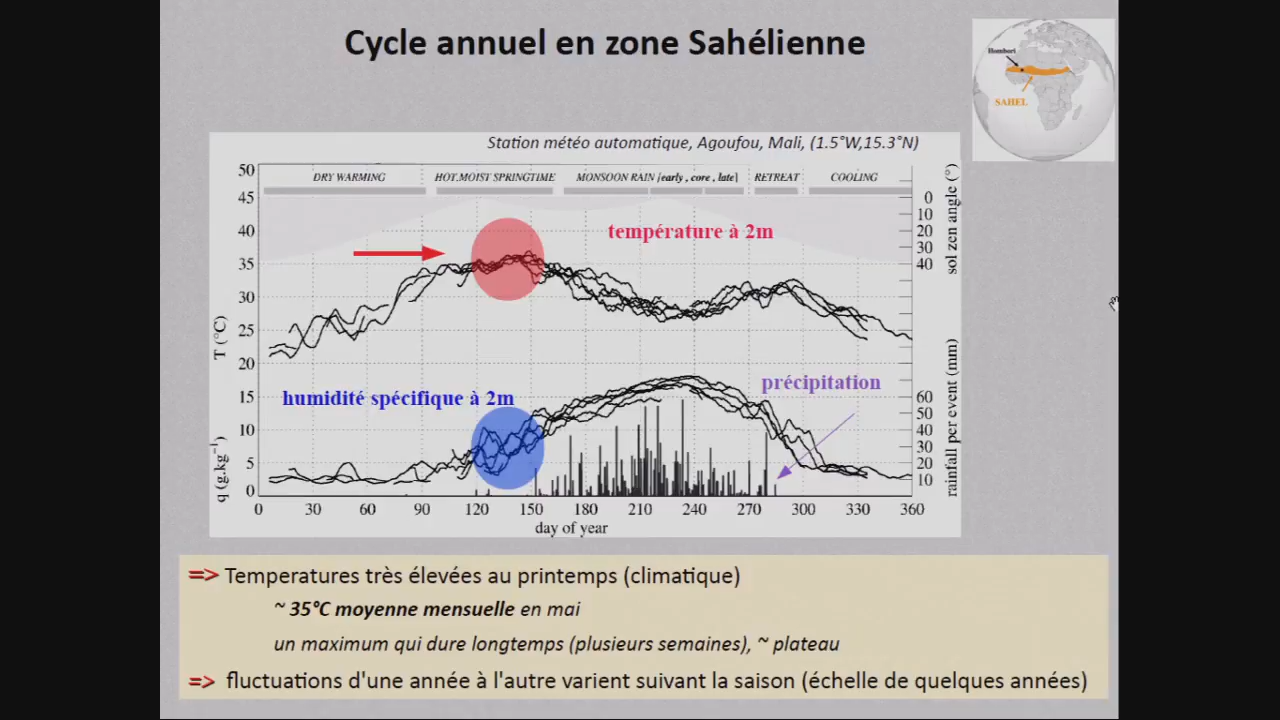 Cycle annuel en zone Sahélienne
Hombori
SAHEL
Station météo automatique, Agoufou, Mali, (1.5°W,15.3°N)
DRY WARMING
HOT,MOIST SPRINGTIME
MONSOON RAIN [early , core , late]
RETREAT
COOLING
50
45
40
35
30
25
20
15
10
5
0
T (°C)
q (g.kg⁻¹)
0
10
20
30
40
sol zen angle (°)
60
50
40
30
20
10
rainfall per event (mm)
température à 2m
humidité spécifique à 2m
précipitation
0 30 60 90 120 150 180 210 240 270 300 330 360
day of year
=> Temperatures très élevées au printemps (climatique)
~ 35°C moyenne mensuelle en mai
un maximum qui dure longtemps (plusieurs semaines), ~ plateau
=> fluctuations d'une année à l'autre varient suivant la saison (échelle de quelques années)